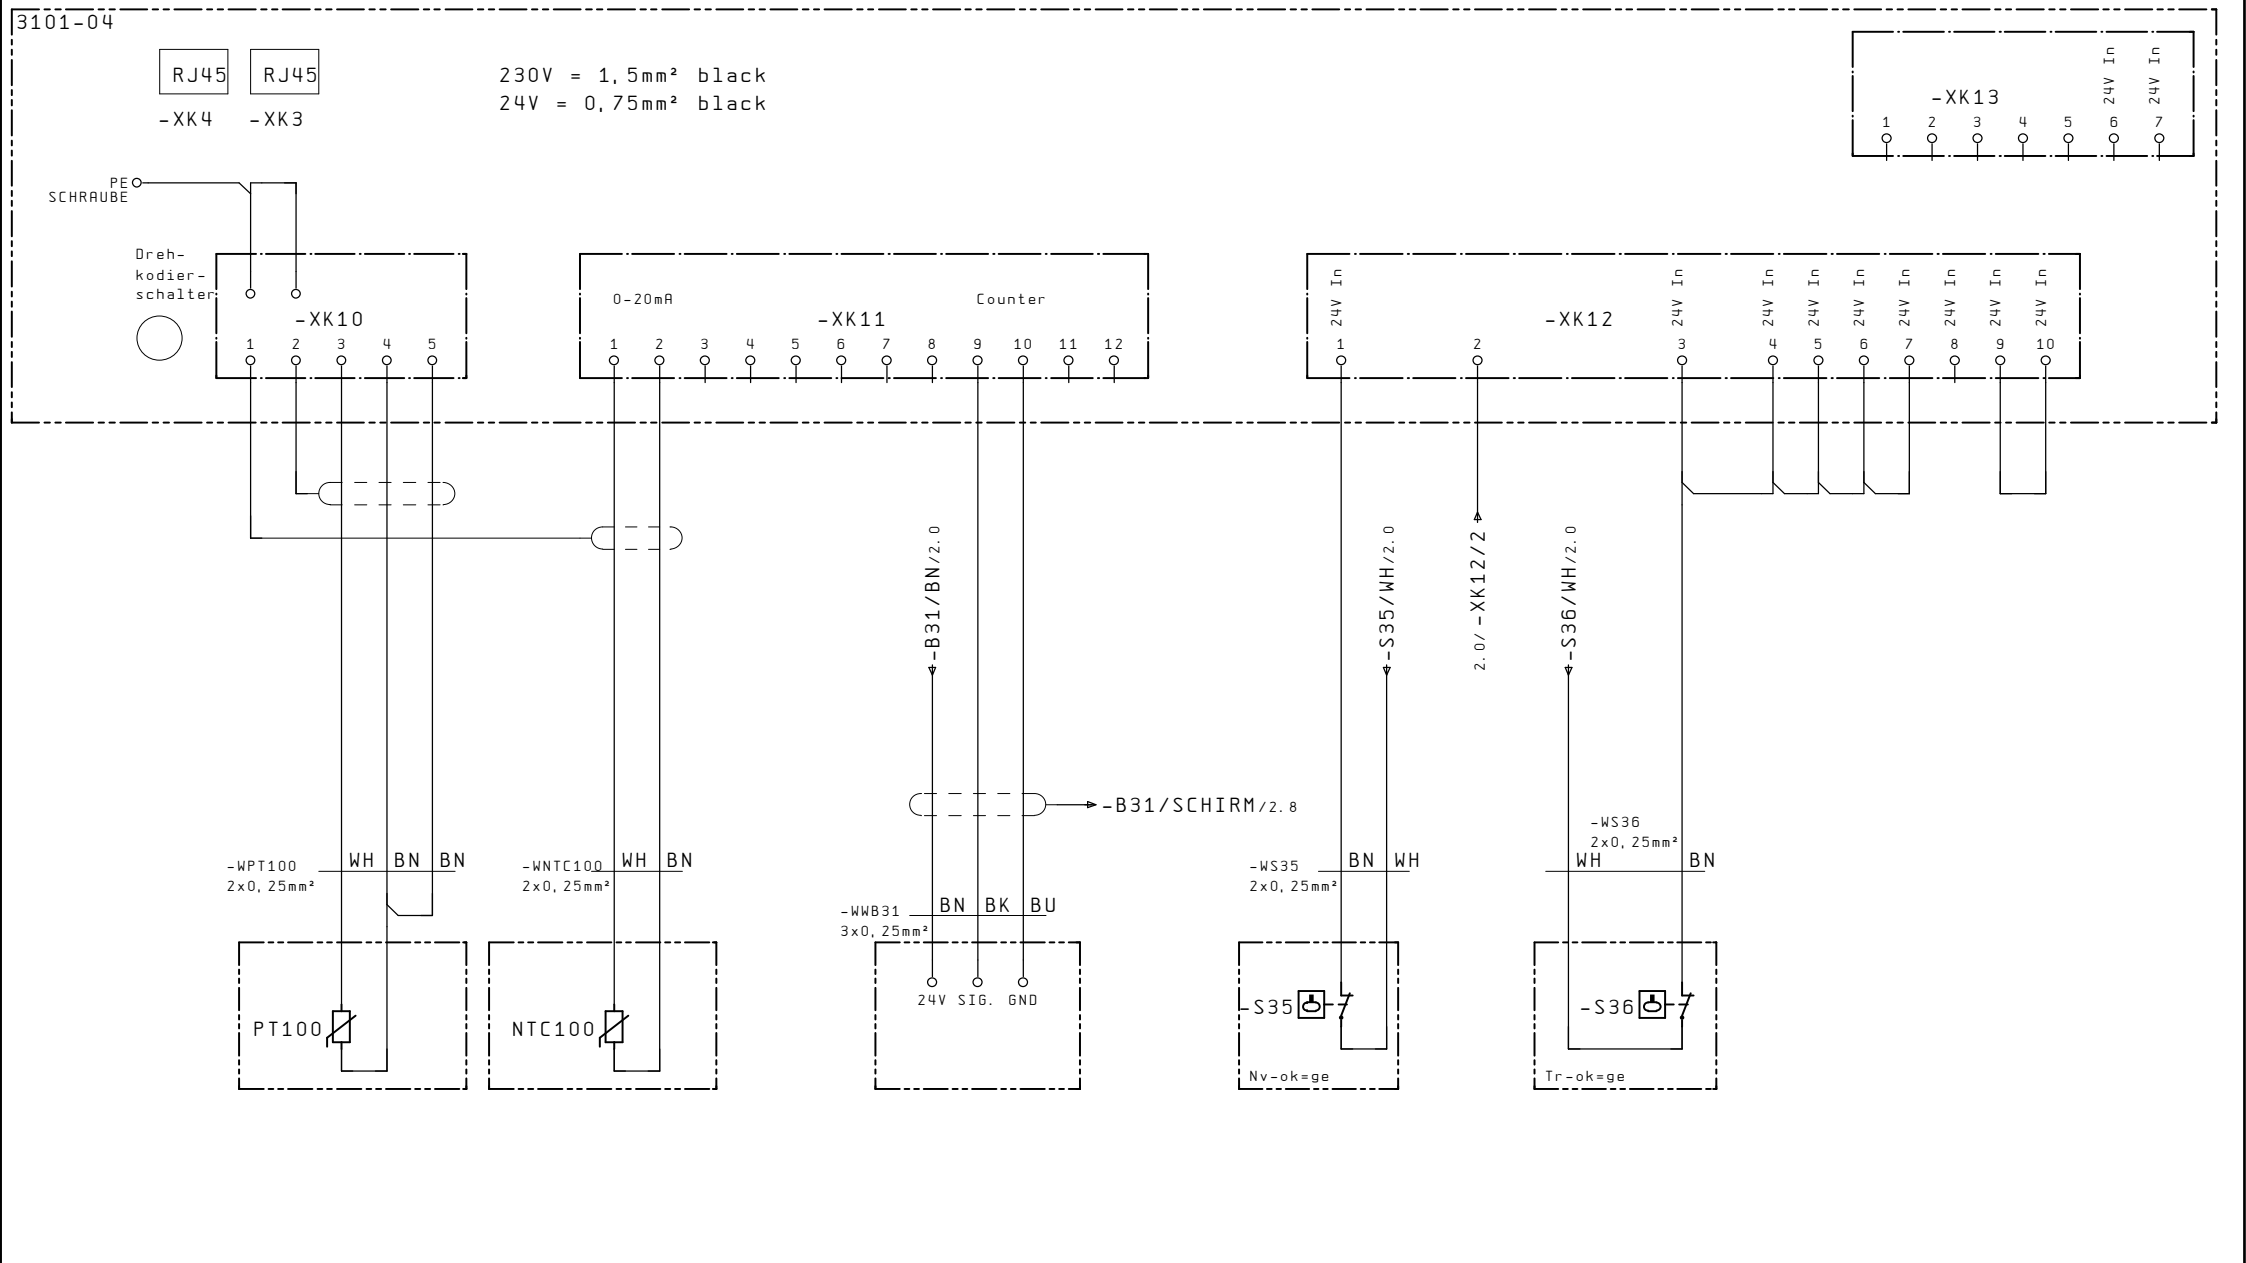 3101-04
RJ45 RJ45
-XK4 -XK3
230V = 1,5mm² black
24V = 0,75mm² black
24V In 24V In
-XK13
1 2 3 4 5 6 7
PE
SCHRAUBE
Dreh-
kodier-
schalter
-XK10
1 2 3 4 5
0-20mA Counter
-XK11
1 2 3 4 5 6 7 8 9 10 11 12
24V In 24V In 24V In 24V In 24V In 24V In 24V In 24V In 24V In
-XK12
1 2 3 4 5 6 7 8 9 10
-B31/BN/2.0
-S35/WH/2.0
2.0/-XK12/2
-S36/WH/2.0
-B31/SCHIRM/2.8
-WPT100
2x0,25mm²
WH BN BN
-WNTC100
2x0,25mm²
WH BN
-WWB31
3x0,25mm²
BN BK BU
-WS35
2x0,25mm²
BN WH
-WS36
2x0,25mm²
WH BN
PT100
NTC100
24V SIG. GND
-S35
Nv-ok=ge
-S36
Tr-ok=ge